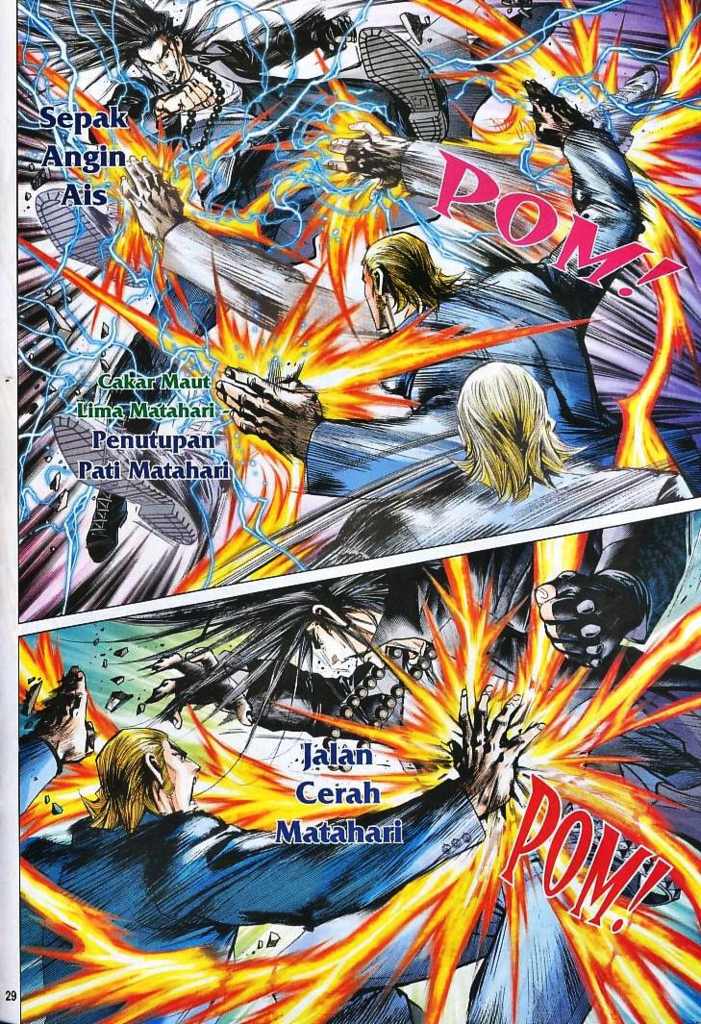 Sepak
Angin
Ais
POM!
Cakar Maut
Lima Matahari -
Penutupan
Pati Matahari
Jalan
Cerah
Matahari
POM!
29